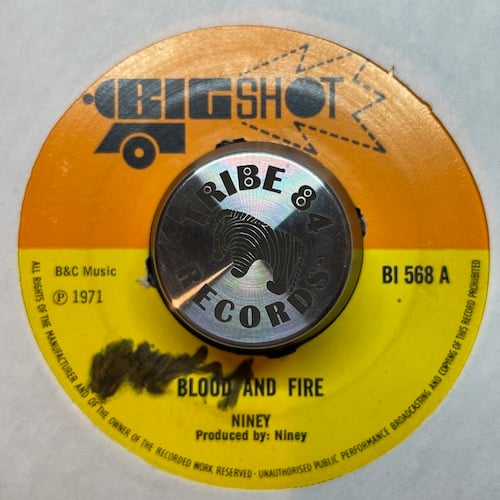 BIG SHOT
TRIBE 84
RECORDS
B&C Music
BI 568 A
℗ 1971
BLOOD AND FIRE
NINEY
Produced by: Niney
ALL RIGHTS OF THE MANUFACTURER AND OF THE OWNER OF THE RECORDED WORK RESERVED · UNAUTHORISED PUBLIC PERFORMANCE BROADCASTING AND COPYING OF THIS RECORD PROHIBITED